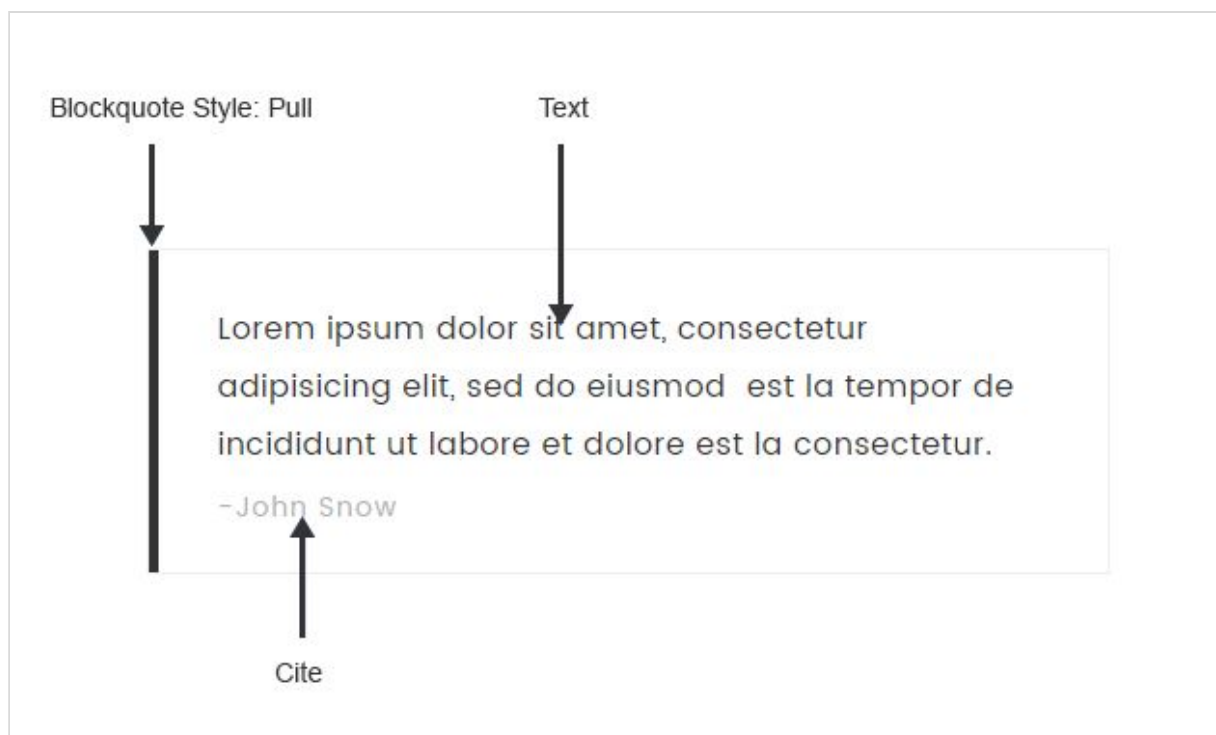 Blockquote Style: Pull
Text
Lorem ipsum dolor sit amet, consectetur
adipisicing elit, sed do eiusmod est la tempor de
incididunt ut labore et dolore est la consectetur.
-John Snow
Cite